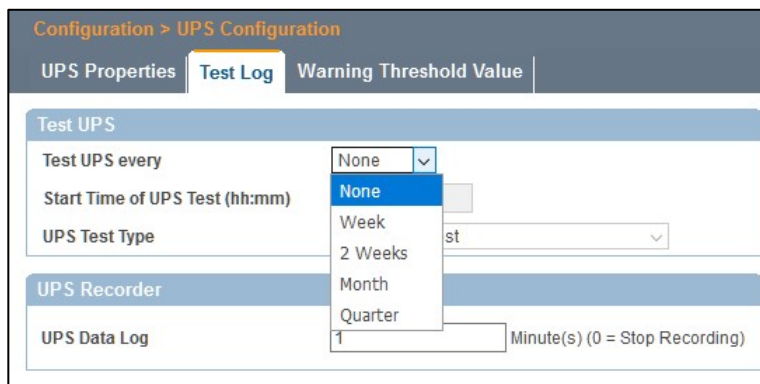 Configuration > UPS Configuration
UPS Properties Test Log Warning Threshold Value
Test UPS
Test UPS every None
Start Time of UPS Test (hh:mm)
UPS Test Type
None
Week
2 Weeks
Month
Quarter
UPS Recorder
UPS Data Log 1 Minute(s) (0 = Stop Recording)